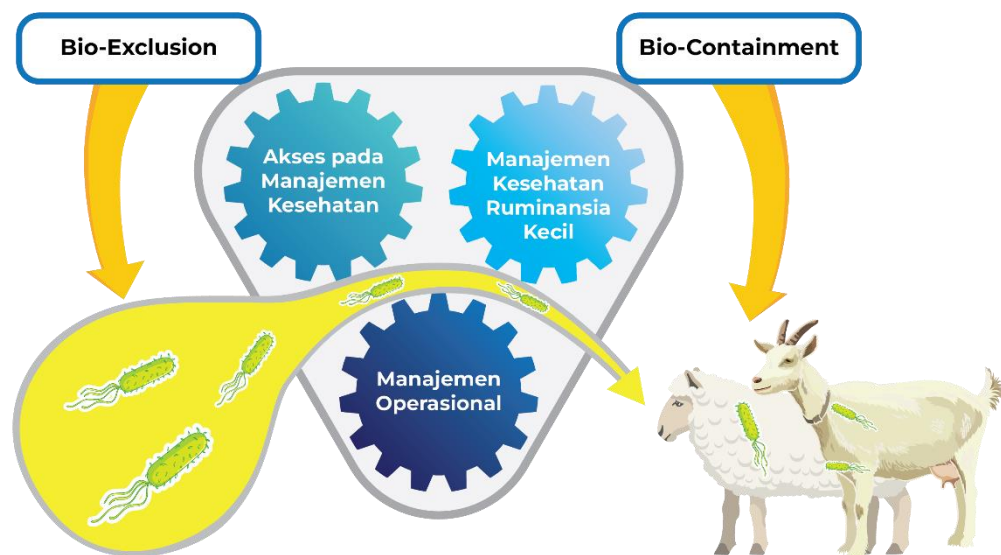 Bio-Exclusion
Bio-Containment
Akses pada
Manajemen
Kesehatan
Manajemen
Kesehatan
Ruminansia
Kecil
Manajemen
Operasional